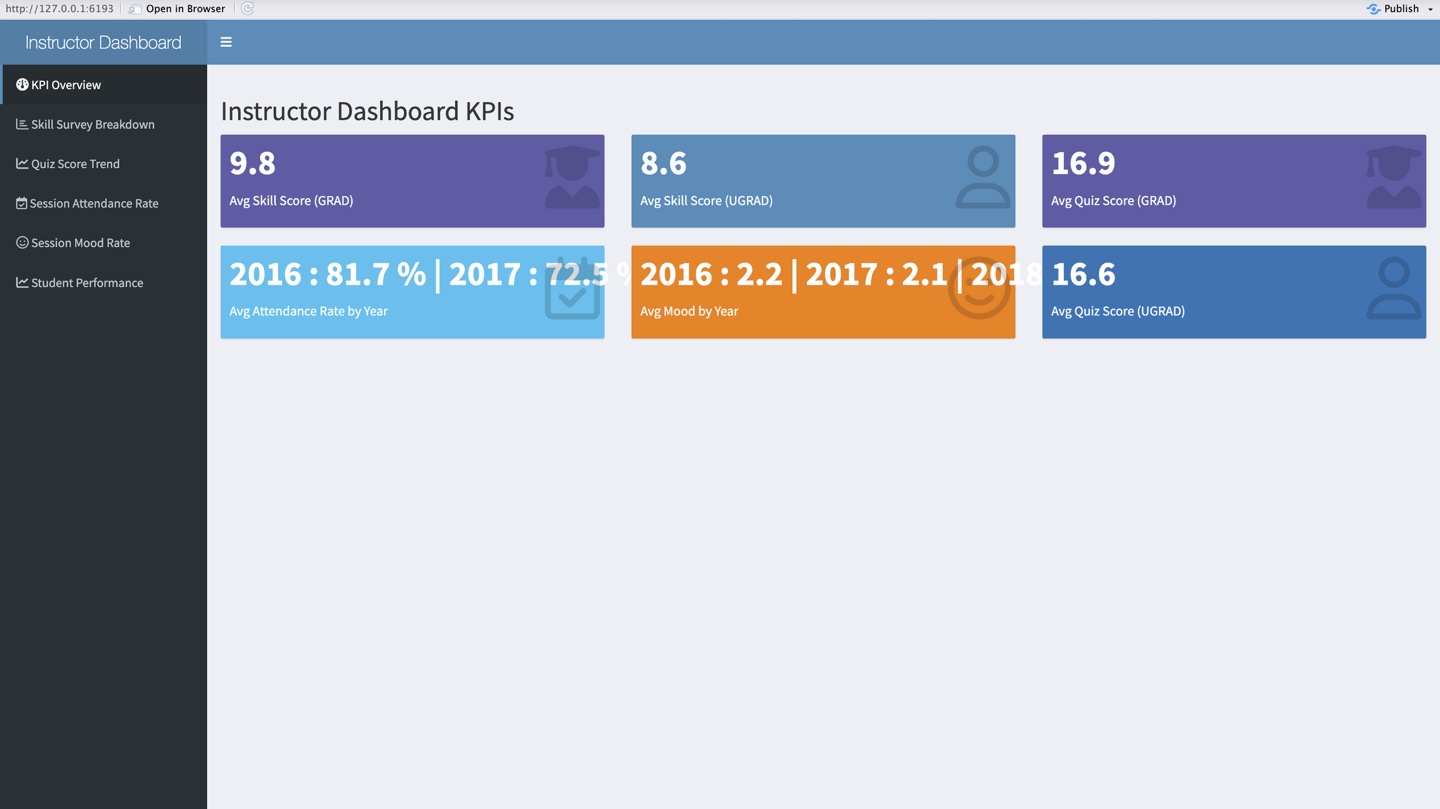 http://127.0.0.1:6193 Open in Browser Publish
Instructor Dashboard
KPI Overview
Skill Survey Breakdown
Quiz Score Trend
Session Attendance Rate
Session Mood Rate
Student Performance
Instructor Dashboard KPIs
9.8
Avg Skill Score (GRAD)
8.6
Avg Skill Score (UGRAD)
16.9
Avg Quiz Score (GRAD)
2016 : 81.7 % | 2017 : 72.5 %
Avg Attendance Rate by Year
2016 : 2.2 | 2017 : 2.1 | 2018
Avg Mood by Year
16.6
Avg Quiz Score (UGRAD)